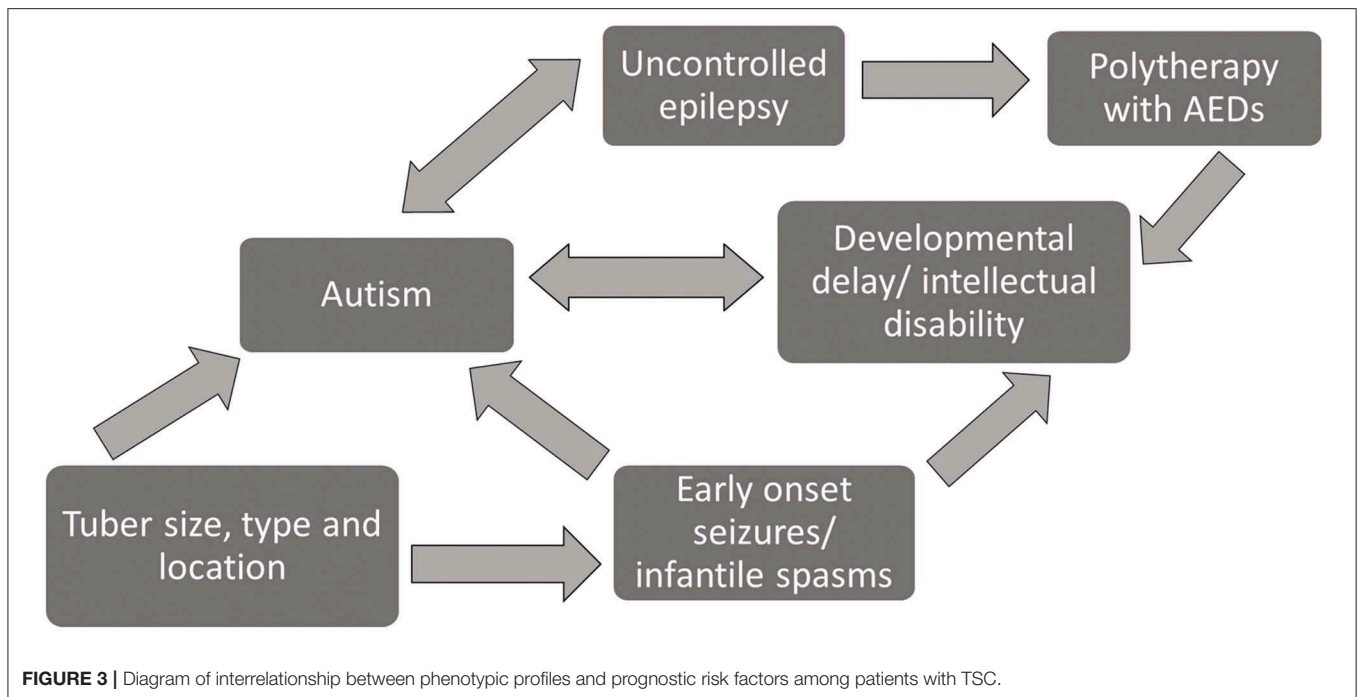 Uncontrolled
epilepsy
Polytherapy
with AEDs
Autism
Developmental
delay/ intellectual
disability
Tuber size, type and
location
Early onset
seizures/
infantile spasms
FIGURE 3 | Diagram of interrelationship between phenotypic profiles and prognostic risk factors among patients with TSC.